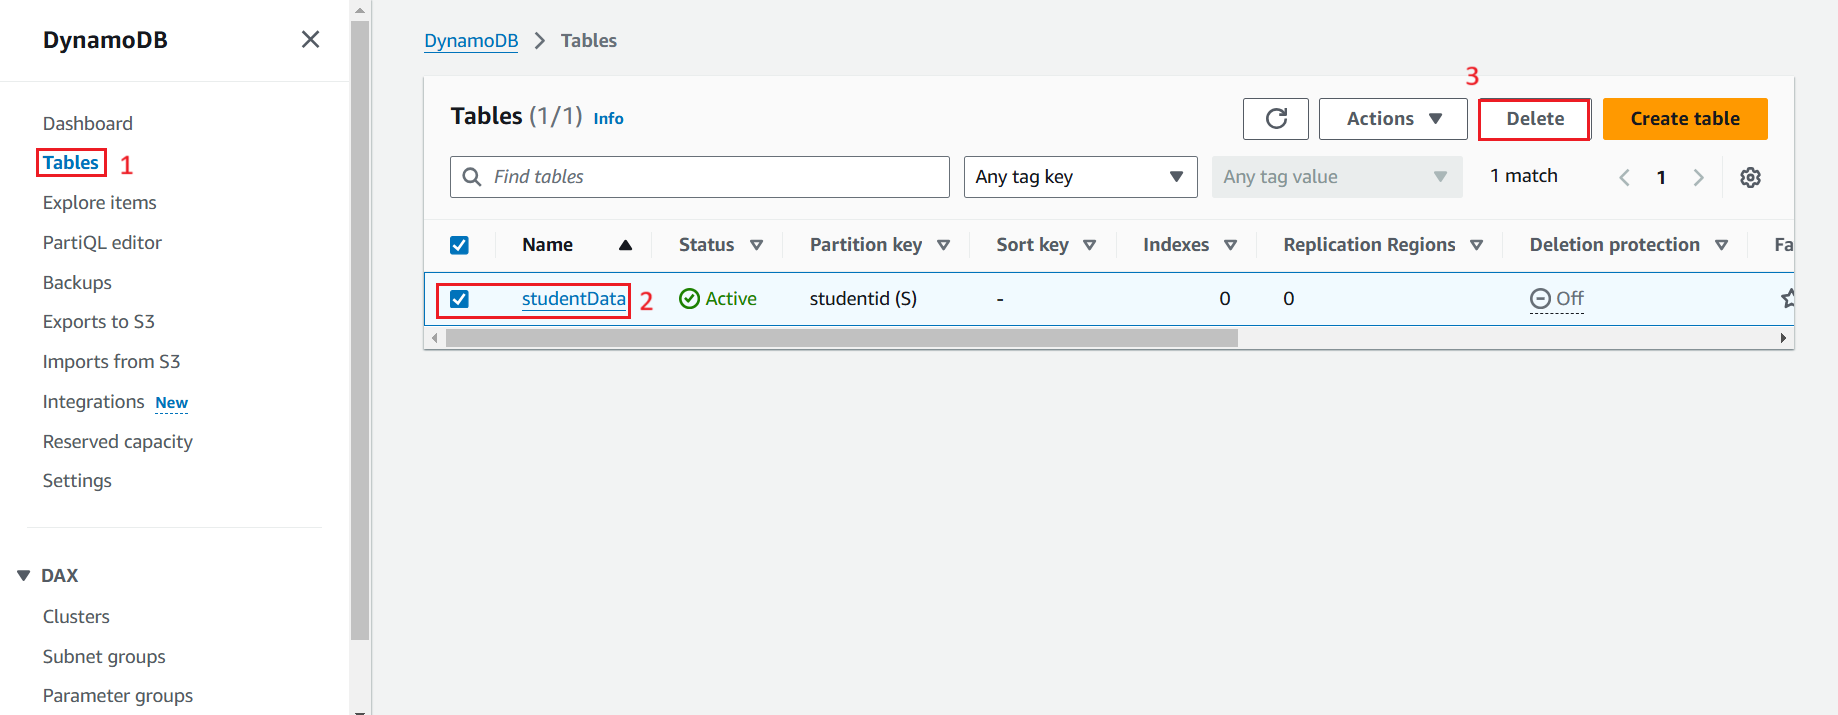 DynamoDB
Dashboard
Tables 1
Explore items
PartiQL editor
Backups
Exports to S3
Imports from S3
Integrations New
Reserved capacity
Settings
DAX
Clusters
Subnet groups
Parameter groups
DynamoDB > Tables
3
Tables (1/1) Info
Actions Delete Create table
Find tables Any tag key Any tag value 1 match 1
Name Status Partition key Sort key Indexes Replication Regions Deletion protection Fa
studentData 2 Active studentid (S) - 0 0 Off